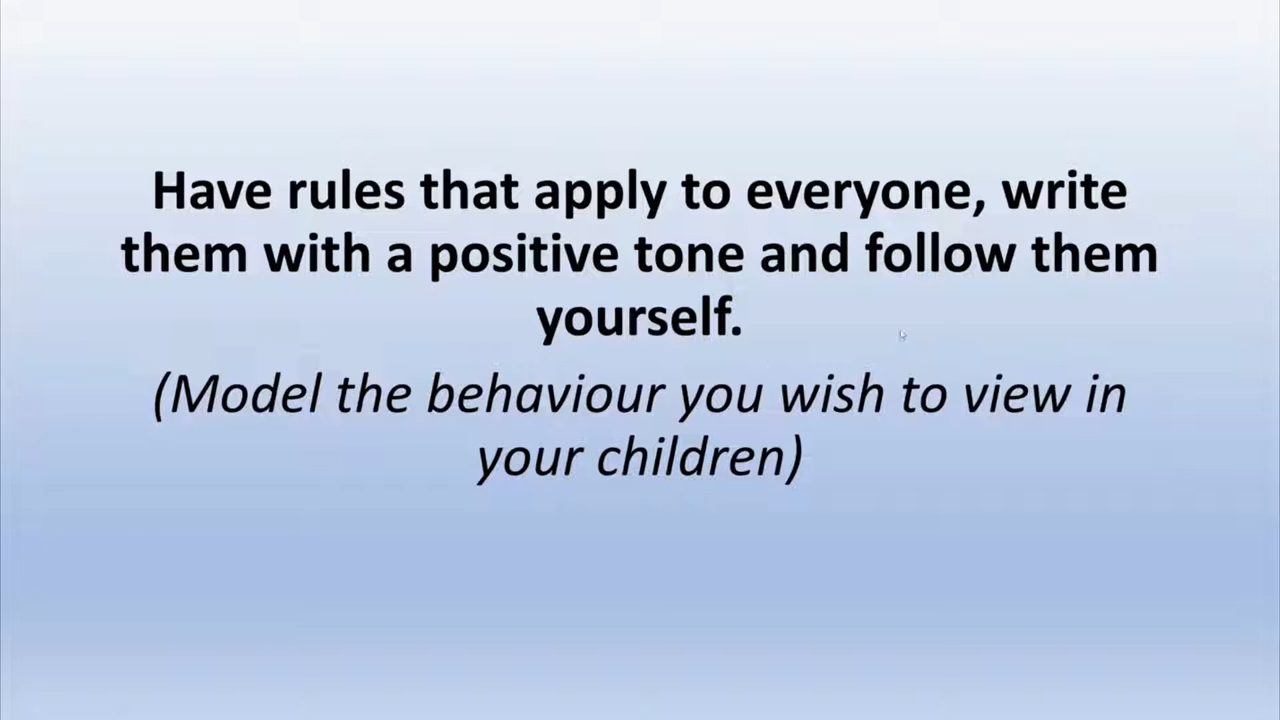 Have rules that apply to everyone, write
them with a positive tone and follow them
yourself.
(Model the behaviour you wish to view in
your children)